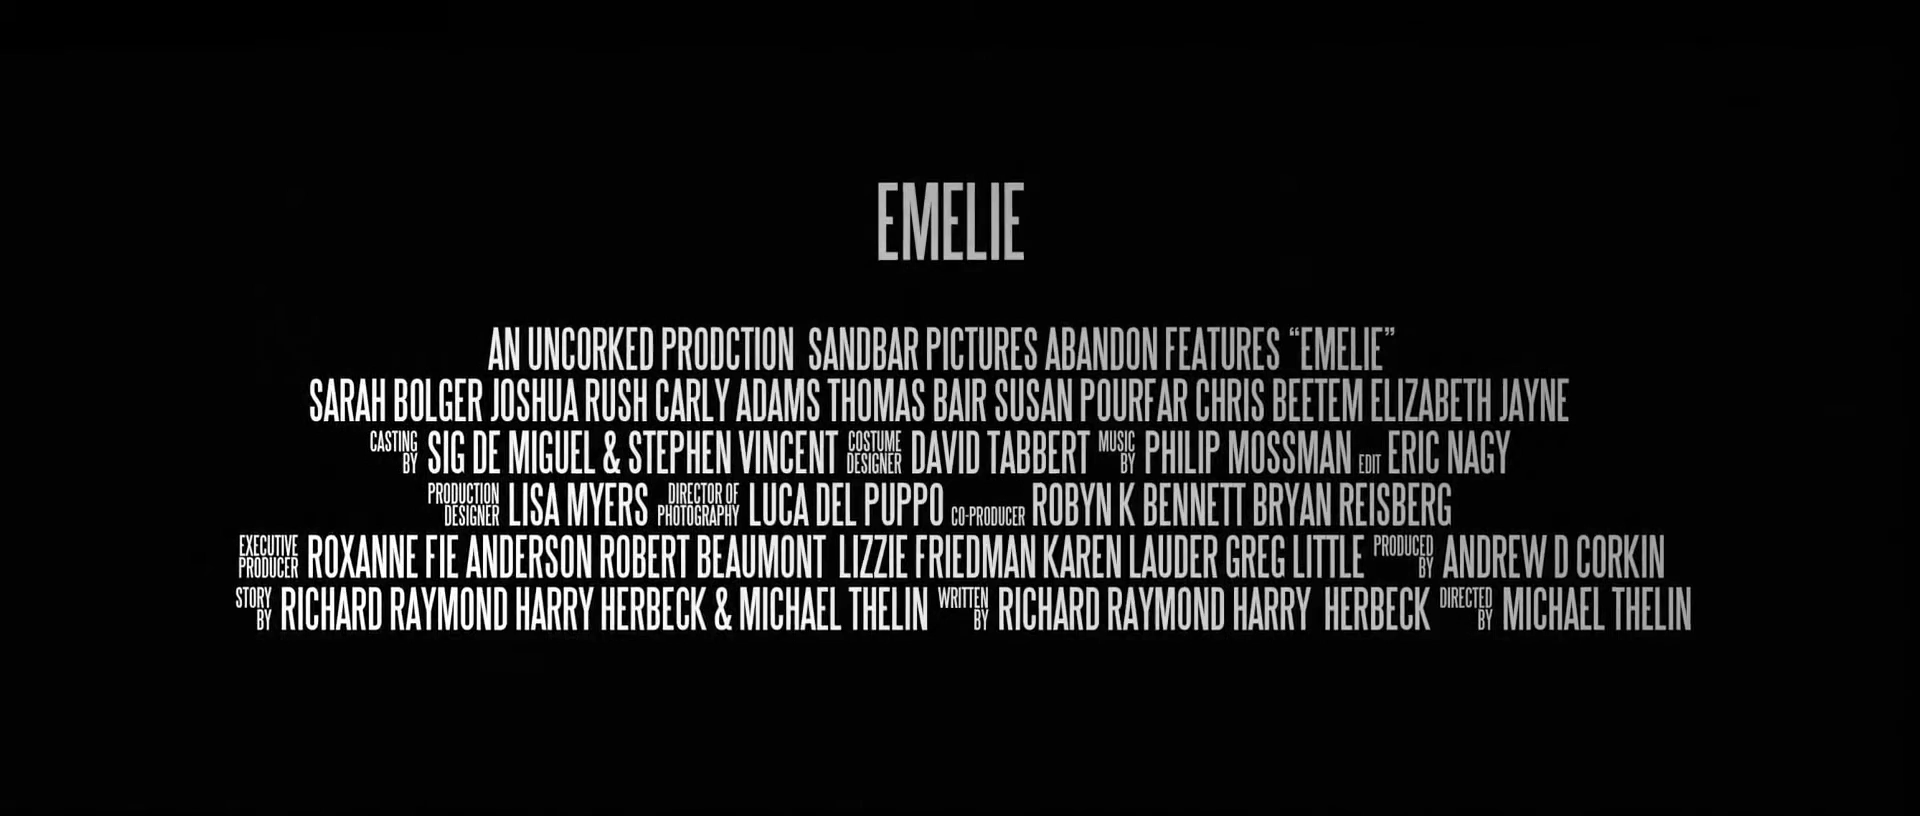 EMELIE
AN UNCORKED PRODCTION SANDBAR PICTURES ABANDON FEATURES “EMELIE”
SARAH BOLGER JOSHUA RUSH CARLY ADAMS THOMAS BAIR SUSAN POURFAR CHRIS BEETEM ELIZABETH JAYNE
CASTING BY SIG DE MIGUEL & STEPHEN VINCENT COSTUME DESIGNER DAVID TABBERT MUSIC BY PHILIP MOSSMAN EDIT ERIC NAGY
PRODUCTION DESIGNER LISA MYERS DIRECTOR OF PHOTOGRAPHY LUCA DEL PUPPO CO-PRODUCER ROBYN K BENNETT BRYAN REISBERG
EXECUTIVE PRODUCER ROXANNE FIE ANDERSON ROBERT BEAUMONT LIZZIE FRIEDMAN KAREN LAUDER GREG LITTLE PRODUCED BY ANDREW D CORKIN
STORY BY RICHARD RAYMOND HARRY HERBECK & MICHAEL THELIN WRITTEN BY RICHARD RAYMOND HARRY HERBECK DIRECTED BY MICHAEL THELIN